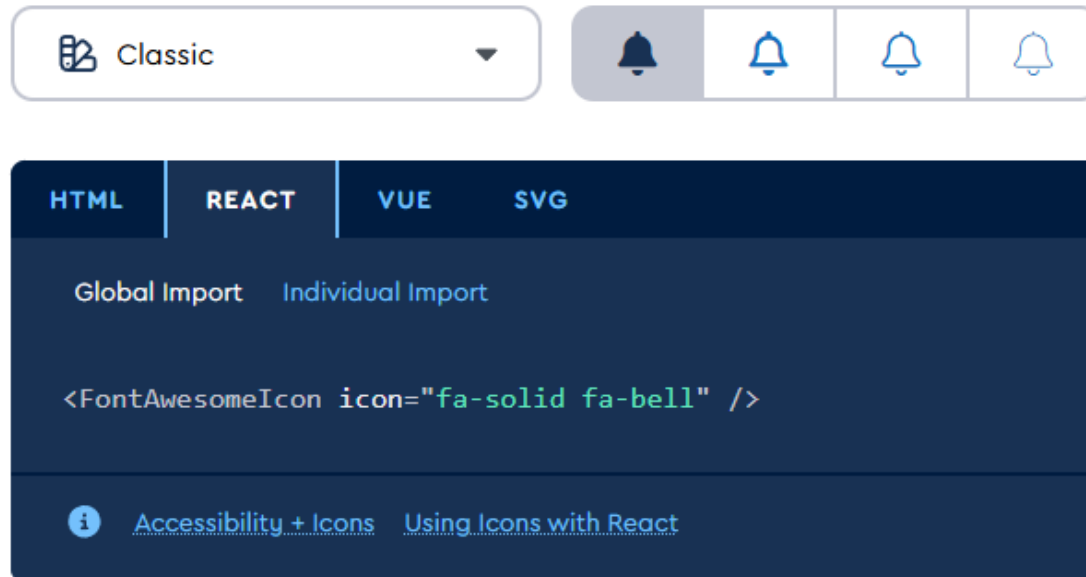 Classic
HTML REACT VUE SVG
Global Import Individual Import
<FontAwesomeIcon icon="fa-solid fa-bell" />
Accessibility + Icons Using Icons with React